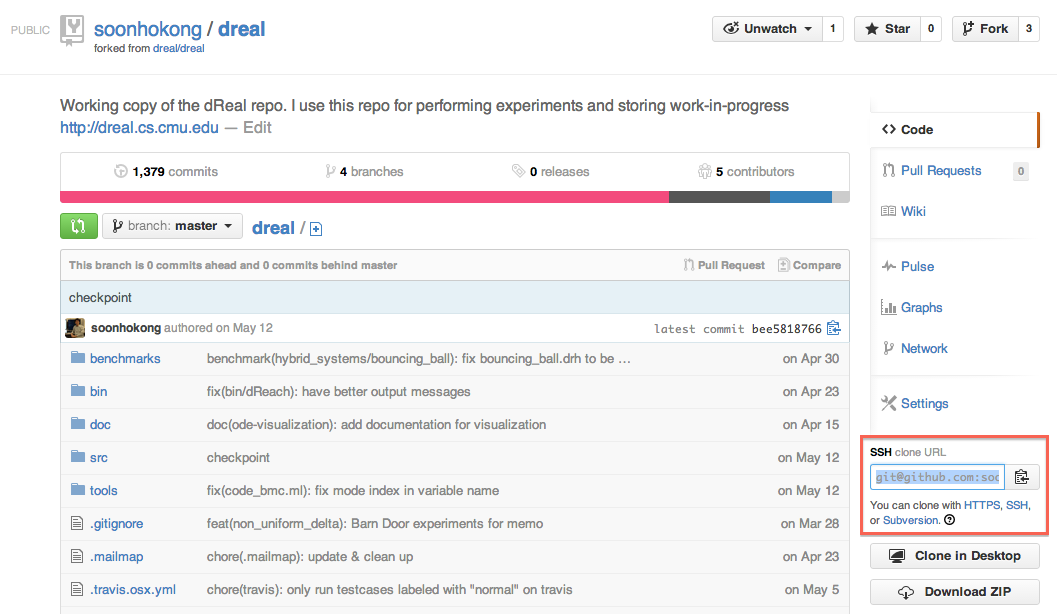 PUBLIC soonhokong / dreal
forked from dreal/dreal
Unwatch 1 Star 0 Fork 3
Working copy of the dReal repo. I use this repo for performing experiments and storing work-in-progress
http://dreal.cs.cmu.edu — Edit
1,379 commits 4 branches 0 releases 5 contributors
branch: master dreal /
This branch is 0 commits ahead and 0 commits behind master Pull Request Compare
checkpoint
soonhokong authored on May 12 latest commit bee5818766
benchmarks benchmark(hybrid_systems/bouncing_ball): fix bouncing_ball.drh to be … on Apr 30
bin fix(bin/dReach): have better output messages on Apr 23
doc doc(ode-visualization): add documentation for visualization on Apr 15
src checkpoint on May 12
tools fix(code_bmc.ml): fix mode index in variable name on May 12
.gitignore feat(non_uniform_delta): Barn Door experiments for memo on Mar 28
.mailmap chore(.mailmap): update & clean up on Apr 23
.travis.osx.yml chore(travis): only run testcases labeled with "normal" on travis on May 5
Code
Pull Requests 0
Wiki
Pulse
Graphs
Network
Settings
SSH clone URL
git@github.com:soo
You can clone with HTTPS, SSH,
or Subversion.
Clone in Desktop
Download ZIP